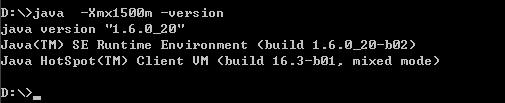 D:\>java  -Xmx1500m -version
java version "1.6.0_20"
Java(TM) SE Runtime Environment (build 1.6.0_20-b02)
Java HotSpot(TM) Client VM (build 16.3-b01, mixed mode)
D:\>_